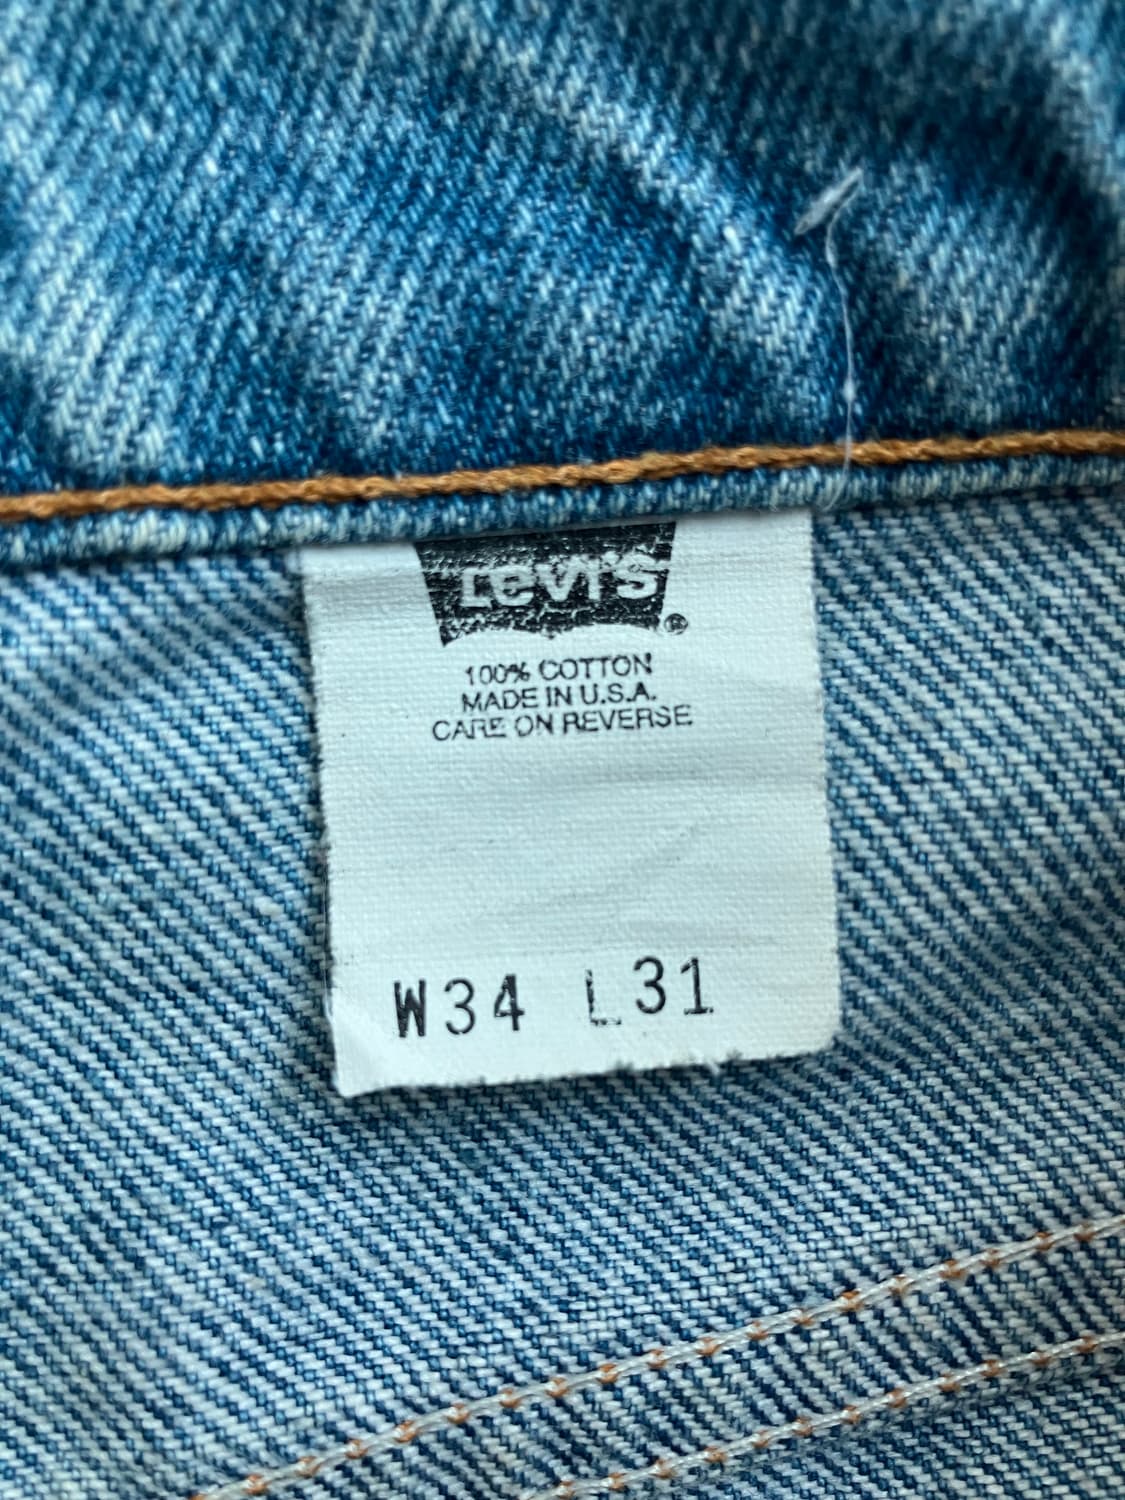 Levi's ®
100% COTTON
MADE IN U.S.A.
CARE ON REVERSE
W34 L31